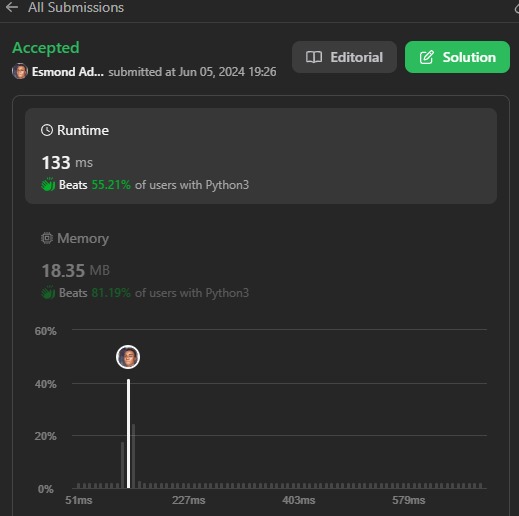 All Submissions
Accepted
Editorial
Solution
Esmond Ad... submitted at Jun 05, 2024 19:26
Runtime
133 ms
Beats 55.21% of users with Python3
Memory
18.35 MB
Beats 81.19% of users with Python3
60%
40%
20%
0%
51ms 227ms 403ms 579ms